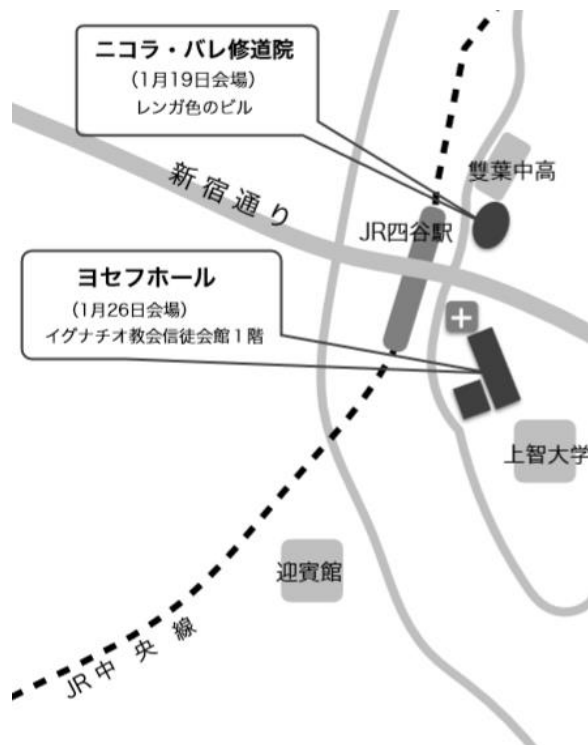 ニコラ・バレ修道院
(1月19日会場)
レンガ色のビル
新宿通り
雙葉中高
JR四谷駅
ヨセフホール
(1月26日会場)
イグナチオ教会信徒会館1階
上智大学
迎賓館
JR中央線